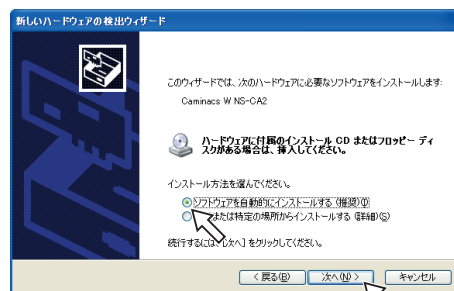 新しいハードウェアの検出ウィザード
このウィザードでは、次のハードウェアに必要なソフトウェアをインストールします:
Caminacs W NS-CA2
ハードウェアに付属のインストール CD またはフロッピー ディ
スクがある場合は、挿入してください。
インストール方法を選んでください。
ソフトウェアを自動的にインストールする (推奨)(I)
または特定の場所からインストールする (詳細)(S)
続行するには、[次へ] をクリックしてください。
< 戻る(B)
次へ(N) >
キャンセル